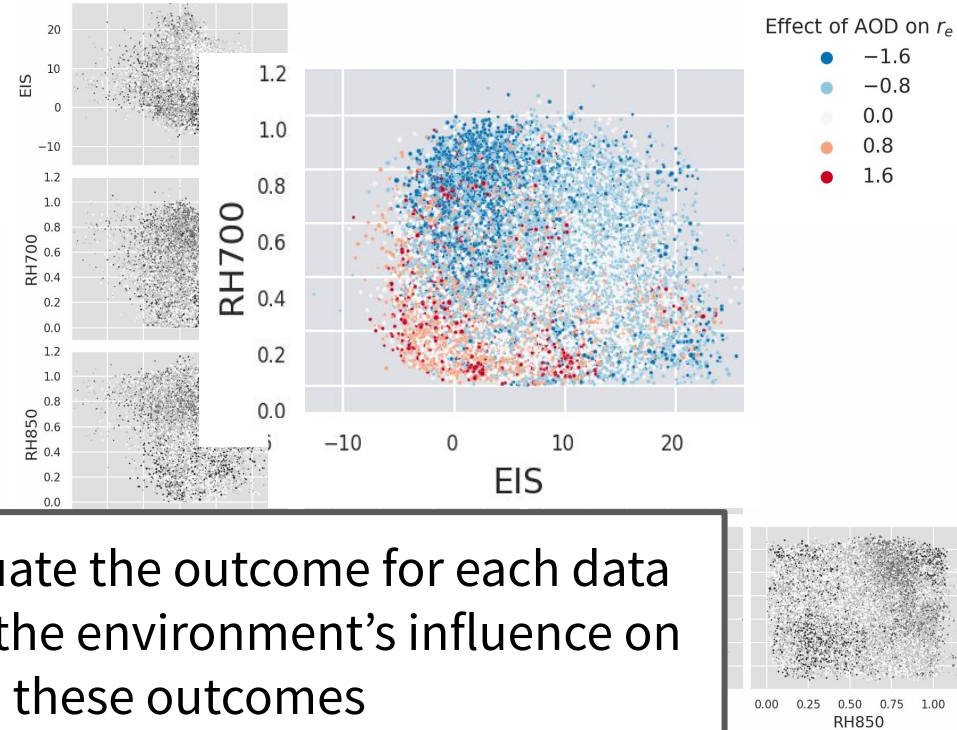 Effect of AOD on re
−1.6
−0.8
0.0
0.8
1.6
20
10
0
−10
EIS
1.2
1.0
0.8
0.6
0.4
0.2
0.0
RH700
1.2
1.0
0.8
0.6
0.4
0.2
0.0
RH850
1.2
1.0
0.8
0.6
0.4
0.2
0.0
RH700
−10 0 10 20
EIS
uate the outcome for each data
the environment’s influence on
these outcomes
0.00 0.25 0.50 0.75 1.00
RH850